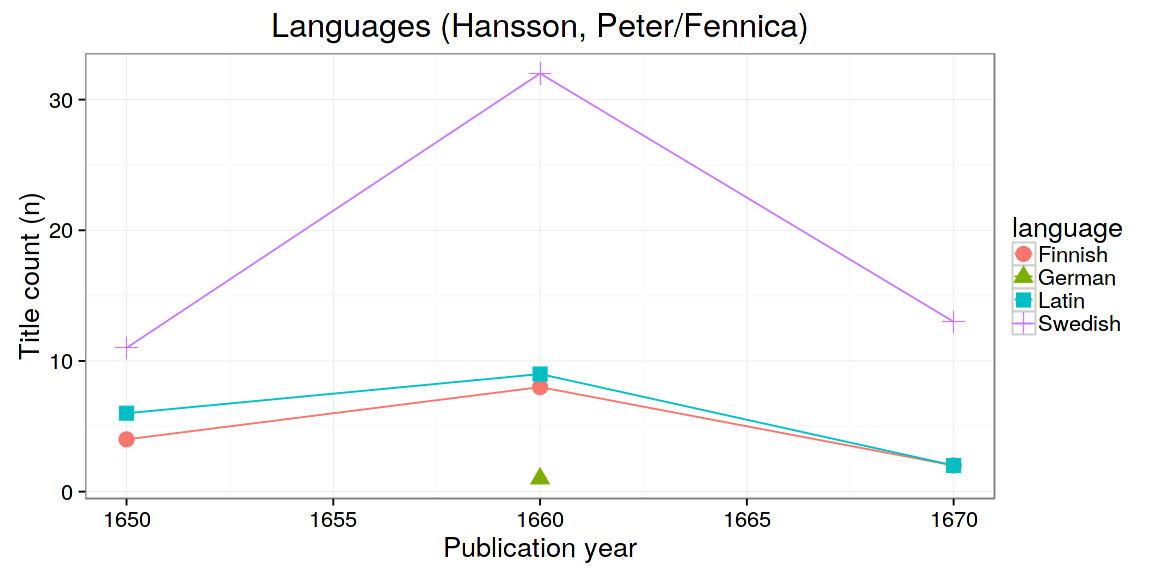 Languages (Hansson, Peter/Fennica)
Title count (n)
30
20
10
0
1650 1655 1660 1665 1670
Publication year
language
Finnish
German
Latin
Swedish